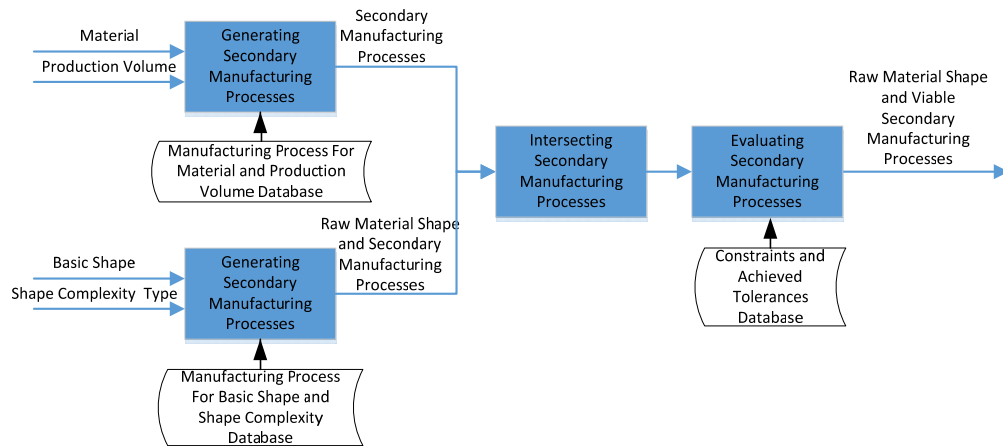 Material
Production Volume
Generating
Secondary
Manufacturing
Processes
Secondary
Manufacturing
Processes
Manufacturing Process For
Material and Production
Volume Database
Basic Shape
Shape Complexity Type
Generating
Secondary
Manufacturing
Processes
Raw Material Shape
and Secondary
Manufacturing
Processes
Manufacturing Process
For Basic Shape and
Shape Complexity
Database
Intersecting
Secondary
Manufacturing
Processes
Evaluating
Secondary
Manufacturing
Processes
Constraints and
Achieved
Tolerances
Database
Raw Material Shape
and Viable
Secondary
Manufacturing
Processes